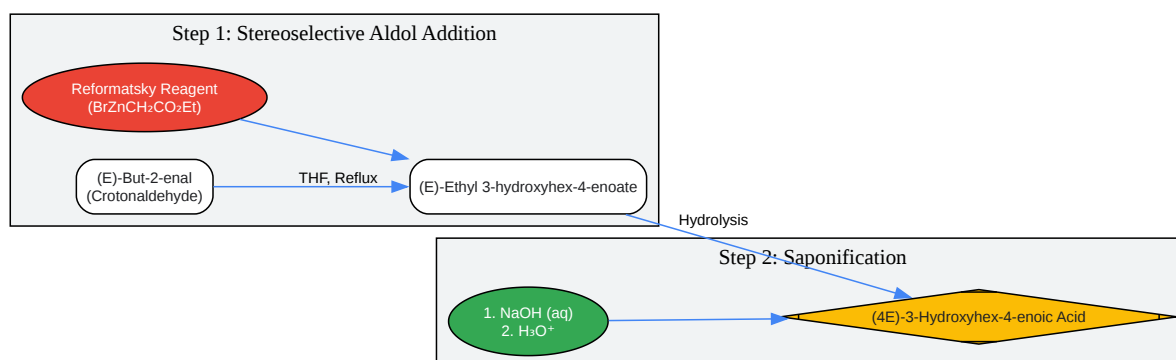 Step 1: Stereoselective Aldol Addition
Reformatsky Reagent
(BrZnCH₂CO₂Et)
(E)-But-2-enal
(Crotonaldehyde)
THF, Reflux
(E)-Ethyl 3-hydroxyhex-4-enoate
Hydrolysis
Step 2: Saponification
1. NaOH (aq)
2. H₃O⁺
(4E)-3-Hydroxyhex-4-enoic Acid